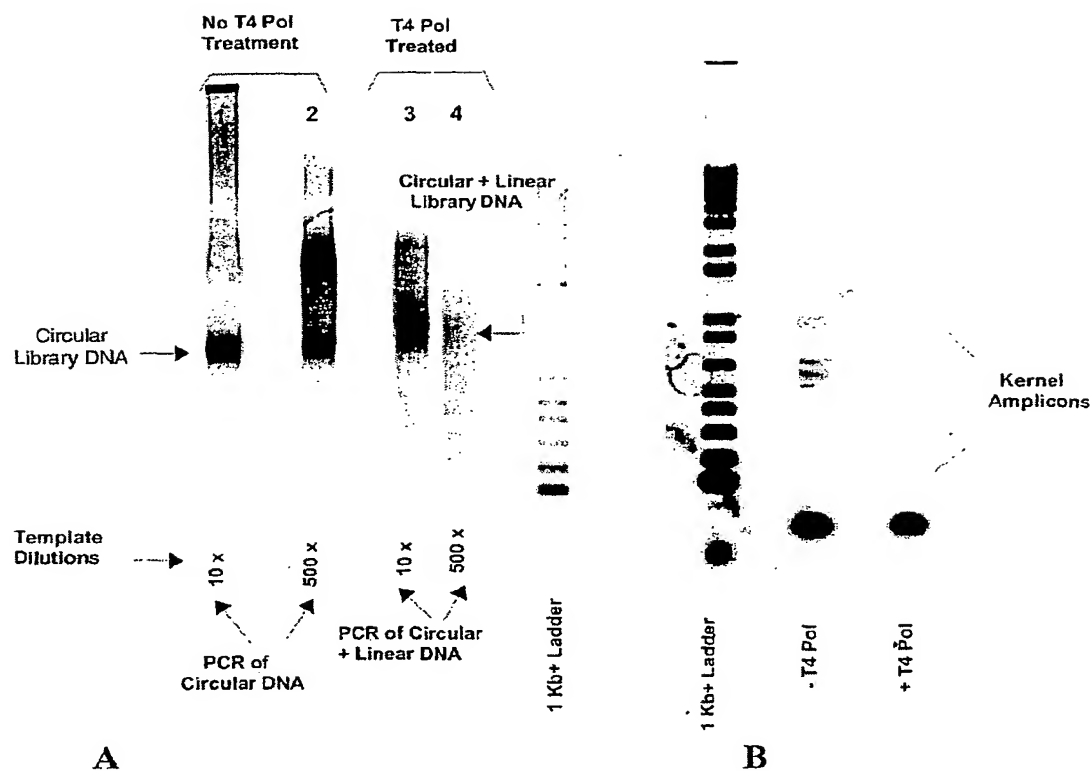 No T4 Pol
Treatment
T4 Pol
Treated
1
2
3
4
Circular + Linear
Library DNA
Circular
Library DNA
Kernel
Amplicons
Template
Dilutions
10 x
500 x
10 x
500 x
PCR of
Circular DNA
PCR of Circular
+ Linear DNA
1 Kb+ Ladder
1 Kb+ Ladder
- T4 Pol
+ T4 Pol
A
B